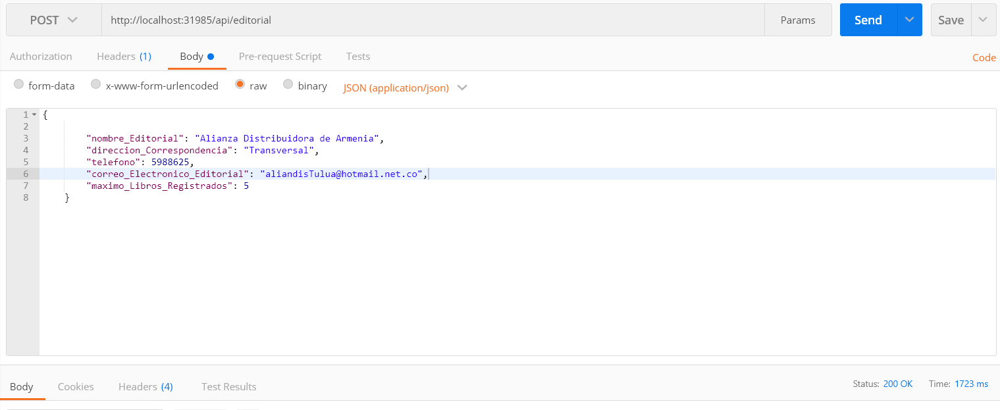 POST http://localhost:31985/api/editorial Params Send Save
Authorization Headers (1) Body Pre-request Script Tests Code
form-data x-www-form-urlencoded raw binary JSON (application/json)
1 {
2
3 "nombre_Editorial": "Alianza Distribuidora de Armenia",
4 "direccion_Correspondencia": "Transversal",
5 "telefono": 5988625,
6 "correo_Electronico_Editorial": "aliandisTulua@hotmail.net.co",
7 "maximo_Libros_Registrados": 5
8 }
Body Cookies Headers (4) Test Results Status: 200 OK Time: 1723 ms